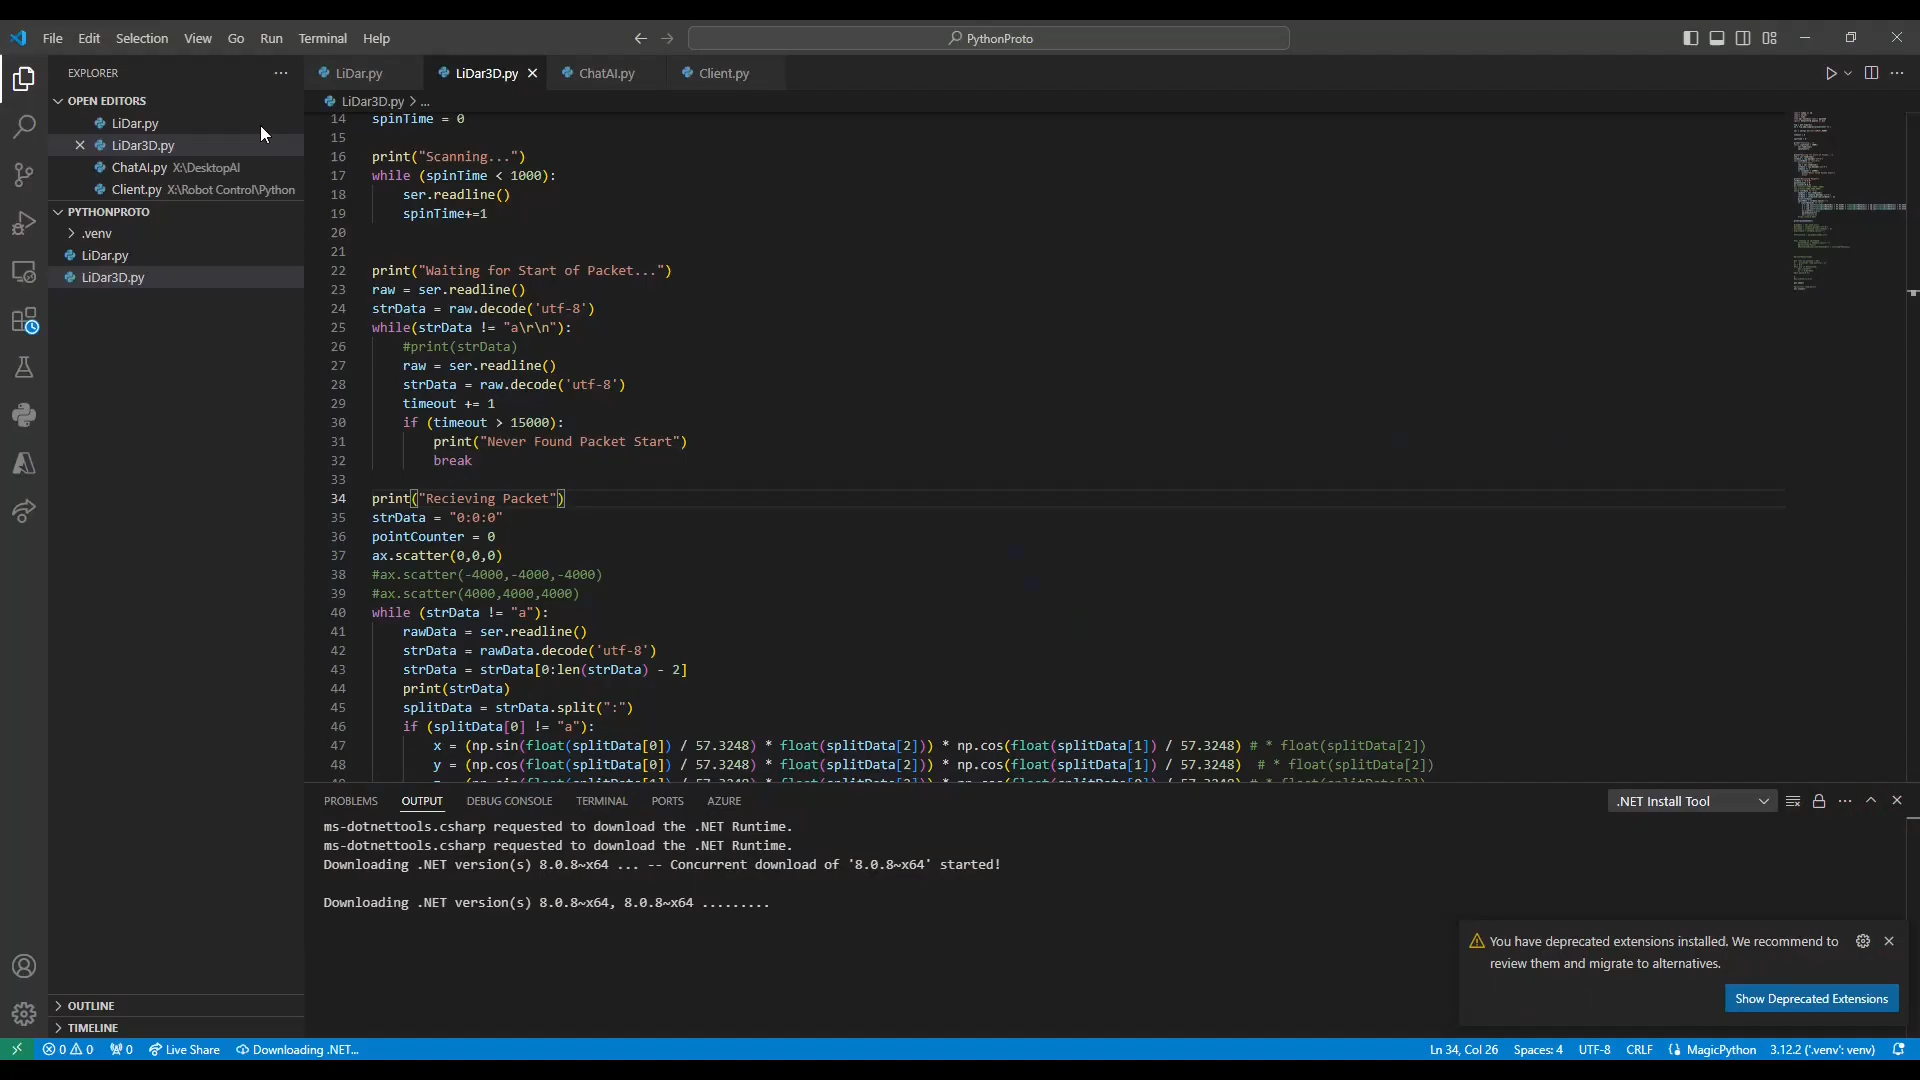 File Edit Selection View Go Run Terminal Help
PythonProto
EXPLORER
OPEN EDITORS
LiDar.py
LiDar3D.py
ChatAI.py X:\DesktopAI
Client.py X:\Robot Control\Python
PYTHONPROTO
.venv
LiDar.py
LiDar3D.py
OUTLINE
TIMELINE
LiDar.py LiDar3D.py ChatAI.py Client.py
LiDar3D.py > ...
14 spinTime = 0
15
16 print("Scanning...")
17 while (spinTime < 1000):
18 ser.readline()
19 spinTime+=1
20
21
22 print("Waiting for Start of Packet...")
23 raw = ser.readline()
24 strData = raw.decode('utf-8')
25 while(strData != "a\r\n"):
26 #print(strData)
27 raw = ser.readline()
28 strData = raw.decode('utf-8')
29 timeout += 1
30 if (timeout > 15000):
31 print("Never Found Packet Start")
32 break
33
34 print("Recieving Packet")
35 strData = "0:0:0"
36 pointCounter = 0
37 ax.scatter(0,0,0)
38 #ax.scatter(-4000,-4000,-4000)
39 #ax.scatter(4000,4000,4000)
40 while (strData != "a"):
41 rawData = ser.readline()
42 strData = rawData.decode('utf-8')
43 strData = strData[0:len(strData) - 2]
44 print(strData)
45 splitData = strData.split(":")
46 if (splitData[0] != "a"):
47 x = (np.sin(float(splitData[0]) / 57.3248) * float(splitData[2])) * np.cos(float(splitData[1]) / 57.3248) # * float(splitData[2])
48 y = (np.cos(float(splitData[0]) / 57.3248) * float(splitData[2])) * np.cos(float(splitData[1]) / 57.3248) # * float(splitData[2])
PROBLEMS OUTPUT DEBUG CONSOLE TERMINAL PORTS AZURE
.NET Install Tool
ms-dotnettools.csharp requested to download the .NET Runtime.
ms-dotnettools.csharp requested to download the .NET Runtime.
Downloading .NET version(s) 8.0.8~x64 ... -- Concurrent download of '8.0.8~x64' started!
Downloading .NET version(s) 8.0.8~x64, 8.0.8~x64 .........
You have deprecated extensions installed. We recommend to
review them and migrate to alternatives.
Show Deprecated Extensions
0 0 0 Live Share Downloading .NET... Ln 34, Col 26 Spaces: 4 UTF-8 CRLF MagicPython 3.12.2 ('.venv': venv)